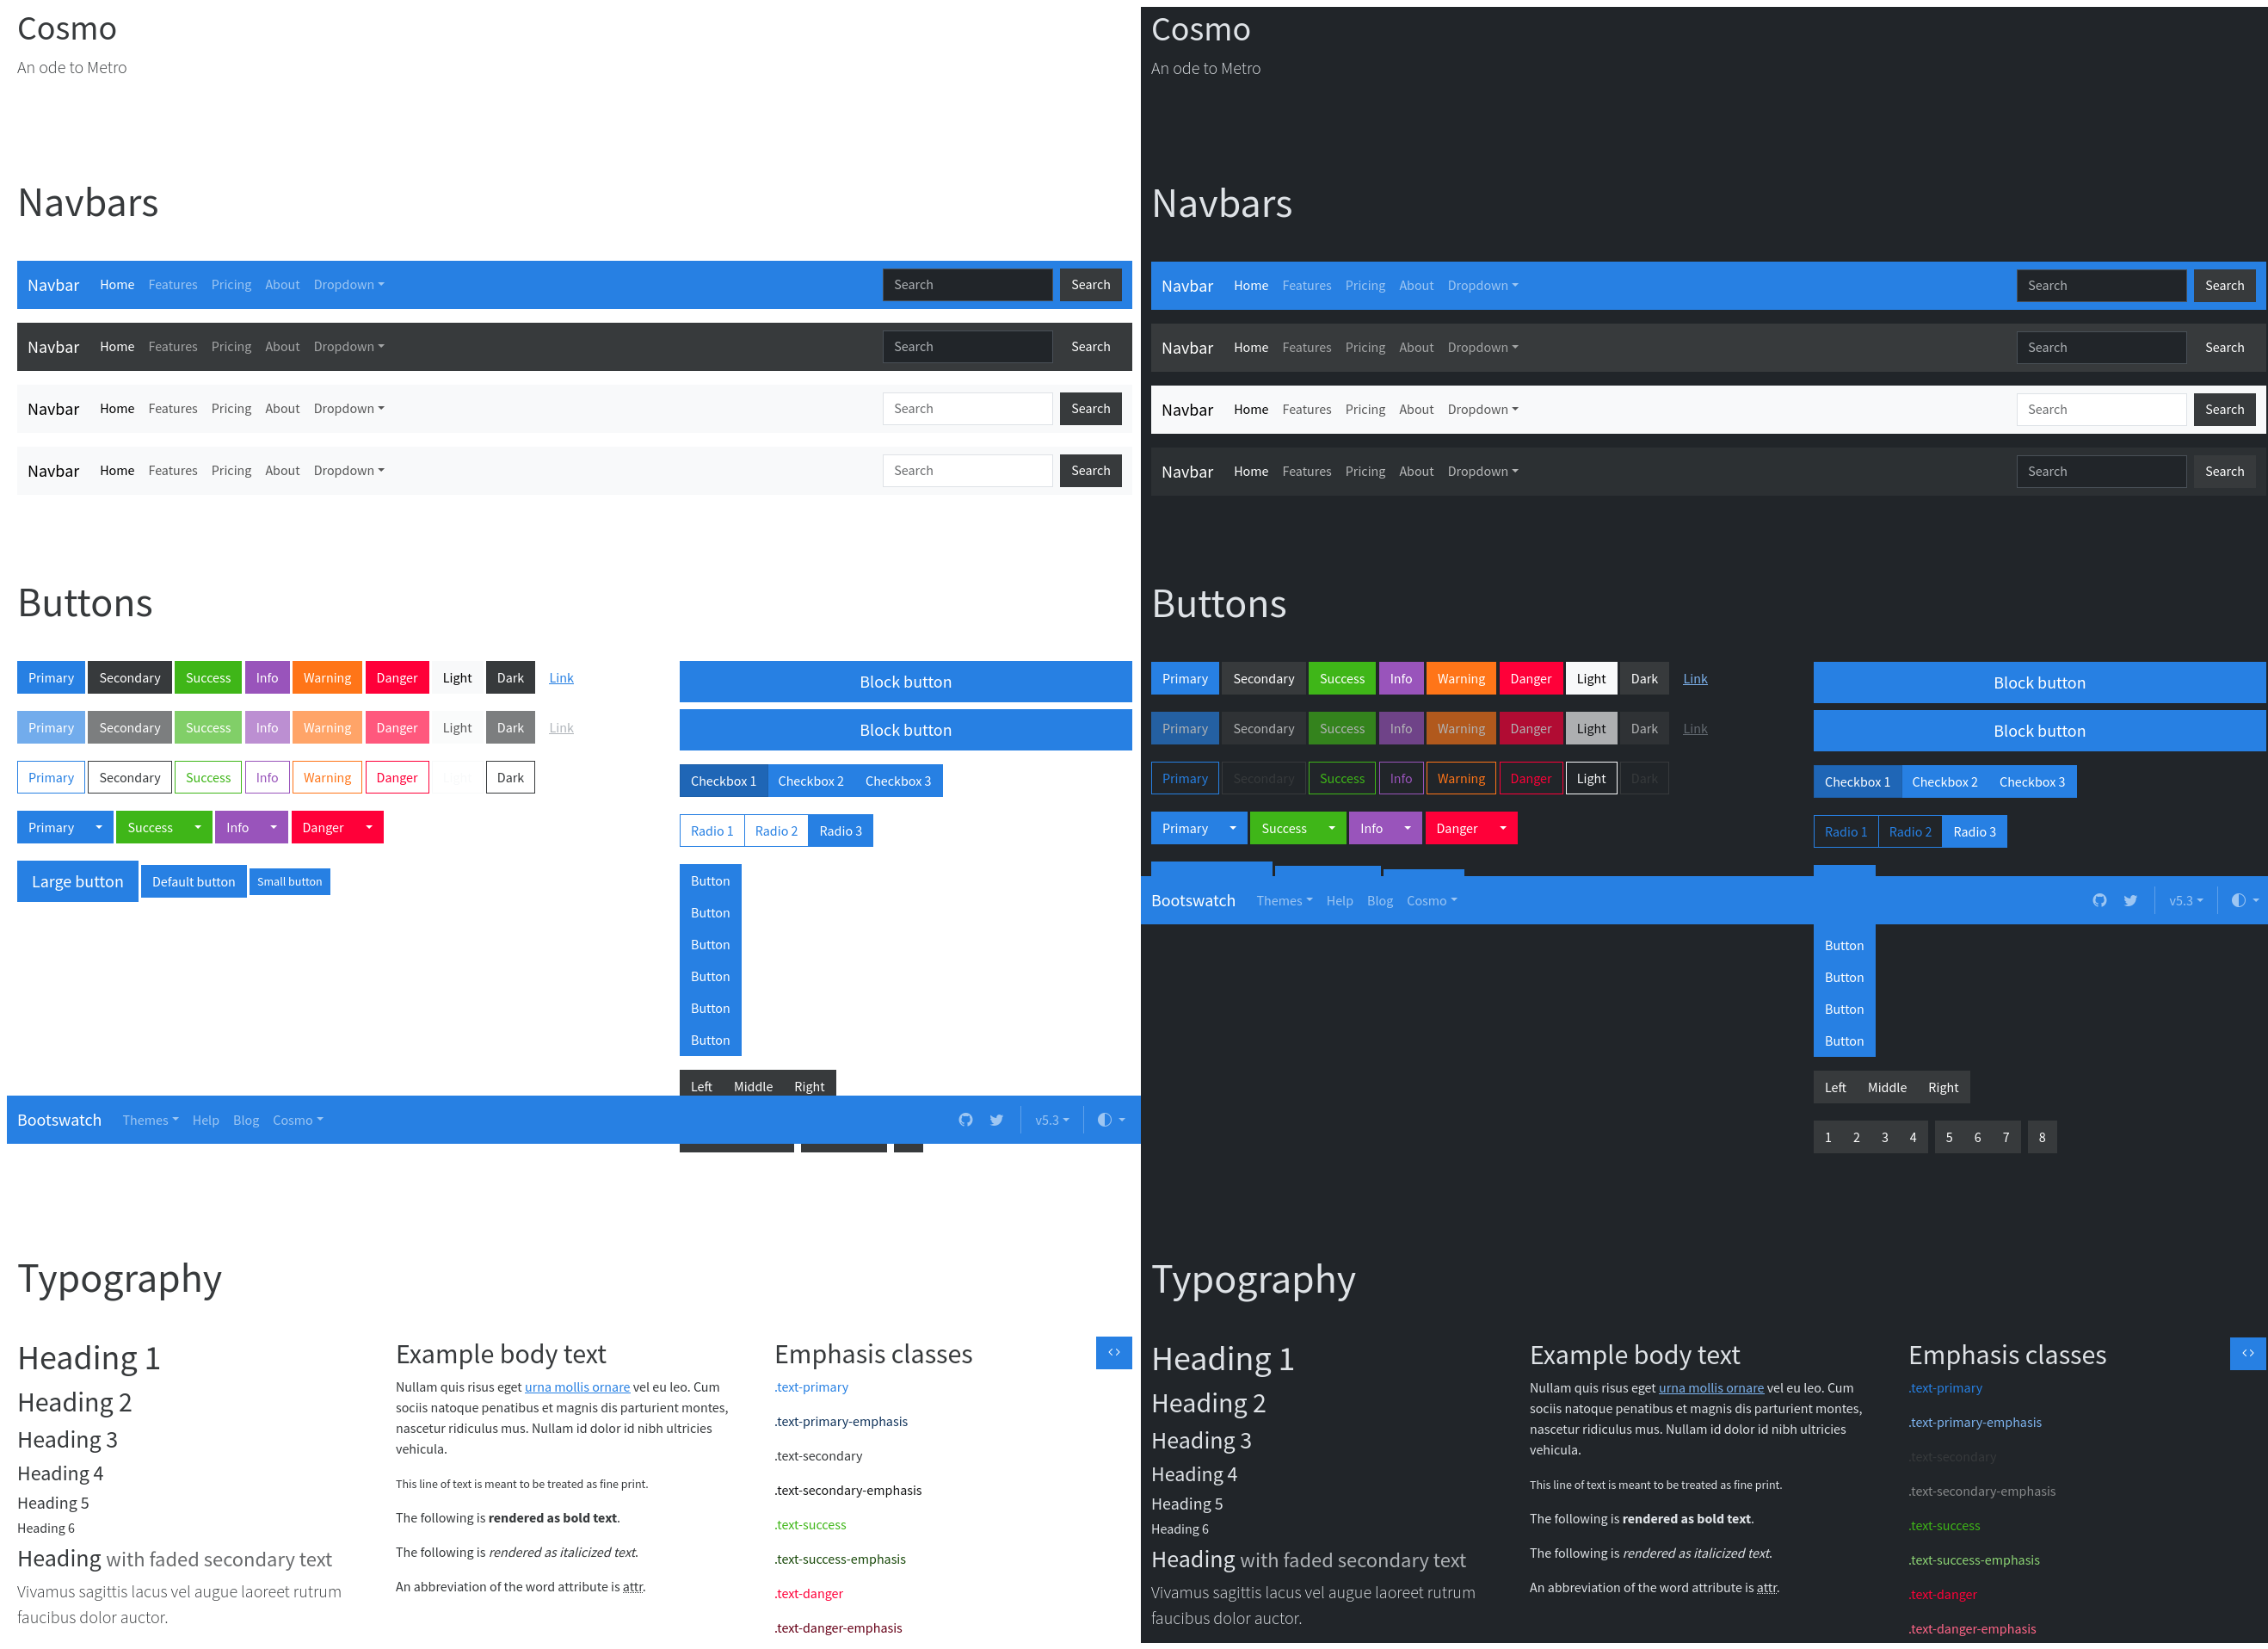 Cosmo
An ode to Metro
Navbars
Navbar Home Features Pricing About Dropdown Search Search
Navbar Home Features Pricing About Dropdown Search Search
Navbar Home Features Pricing About Dropdown Search Search
Navbar Home Features Pricing About Dropdown Search Search
Buttons
Primary Secondary Success Info Warning Danger Light Dark Link
Primary Secondary Success Info Warning Danger Light Dark Link
Primary Secondary Success Info Warning Danger Dark
Primary Success Info Danger
Large button Default button Small button
Block button
Block button
Checkbox 1 Checkbox 2 Checkbox 3
Radio 1 Radio 2 Radio 3
Button
Button
Button
Button
Button
Button
Left Middle Right
Bootswatch Themes Help Blog Cosmo v5.3
Typography
Heading 1
Heading 2
Heading 3
Heading 4
Heading 5
Heading 6
Heading with faded secondary text
Vivamus sagittis lacus vel augue laoreet rutrum
faucibus dolor auctor.
Example body text
Nullam quis risus eget urna mollis ornare vel eu leo. Cum
sociis natoque penatibus et magnis dis parturient montes,
nascetur ridiculus mus. Nullam id dolor id nibh ultricies
vehicula.
This line of text is meant to be treated as fine print.
The following is rendered as bold text.
The following is rendered as italicized text.
An abbreviation of the word attribute is attr.
Emphasis classes
.text-primary
.text-primary-emphasis
.text-secondary
.text-secondary-emphasis
.text-success
.text-success-emphasis
.text-danger
.text-danger-emphasis
Cosmo
An ode to Metro
Navbars
Navbar Home Features Pricing About Dropdown Search Search
Navbar Home Features Pricing About Dropdown Search Search
Navbar Home Features Pricing About Dropdown Search Search
Navbar Home Features Pricing About Dropdown Search Search
Buttons
Primary Secondary Success Info Warning Danger Light Dark Link
Primary Secondary Success Info Warning Danger Light Dark Link
Primary Secondary Success Info Warning Danger Light Dark
Primary Success Info Danger
Block button
Block button
Checkbox 1 Checkbox 2 Checkbox 3
Radio 1 Radio 2 Radio 3
Bootswatch Themes Help Blog Cosmo v5.3
Button
Button
Button
Button
Left Middle Right
1 2 3 4 5 6 7 8
Typography
Heading 1
Heading 2
Heading 3
Heading 4
Heading 5
Heading 6
Heading with faded secondary text
Vivamus sagittis lacus vel augue laoreet rutrum
faucibus dolor auctor.
Example body text
Nullam quis risus eget urna mollis ornare vel eu leo. Cum
sociis natoque penatibus et magnis dis parturient montes,
nascetur ridiculus mus. Nullam id dolor id nibh ultricies
vehicula.
This line of text is meant to be treated as fine print.
The following is rendered as bold text.
The following is rendered as italicized text.
An abbreviation of the word attribute is attr.
Emphasis classes
.text-primary
.text-primary-emphasis
.text-secondary
.text-secondary-emphasis
.text-success
.text-success-emphasis
.text-danger
.text-danger-emphasis